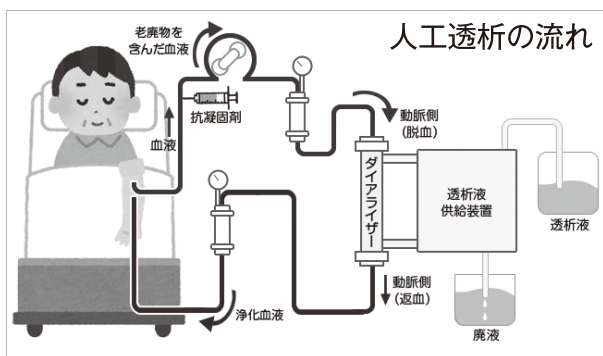 人工透析の流れ
老廃物を
含んだ血液
抗凝固剤
血液
動脈側
(脱血)
ダイアライザー
透析液
供給装置
透析液
動脈側
(返血)
浄化血液
廃液